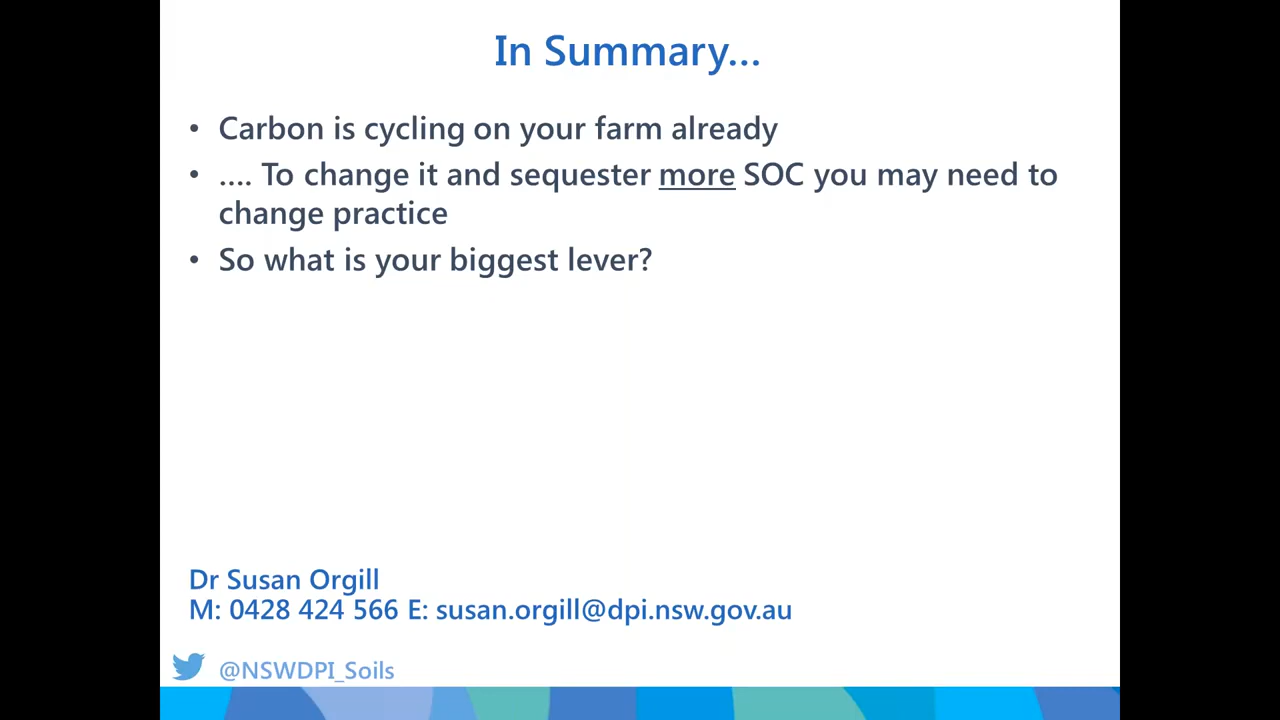 In Summary...
• Carbon is cycling on your farm already
• .... To change it and sequester more SOC you may need to
change practice
• So what is your biggest lever?
Dr Susan Orgill
M: 0428 424 566 E: susan.orgill@dpi.nsw.gov.au
@NSWDPI_Soils